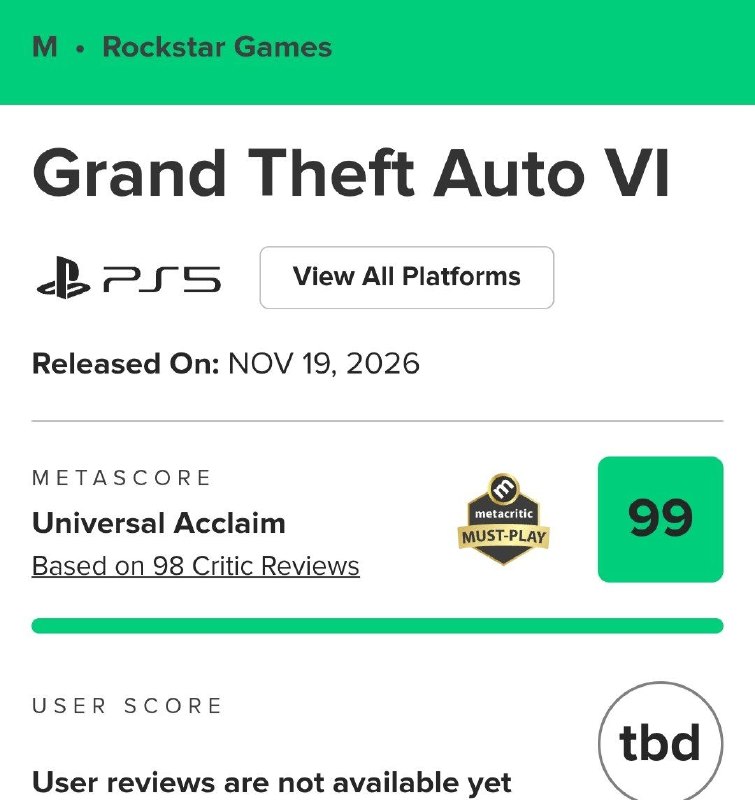 M • Rockstar Games
Grand Theft Auto VI
PS5
View All Platforms
Released On: NOV 19, 2026
METASCORE
Universal Acclaim
Based on 98 Critic Reviews
m
metacritic
MUST-PLAY
99
USER SCORE
tbd
User reviews are not available yet